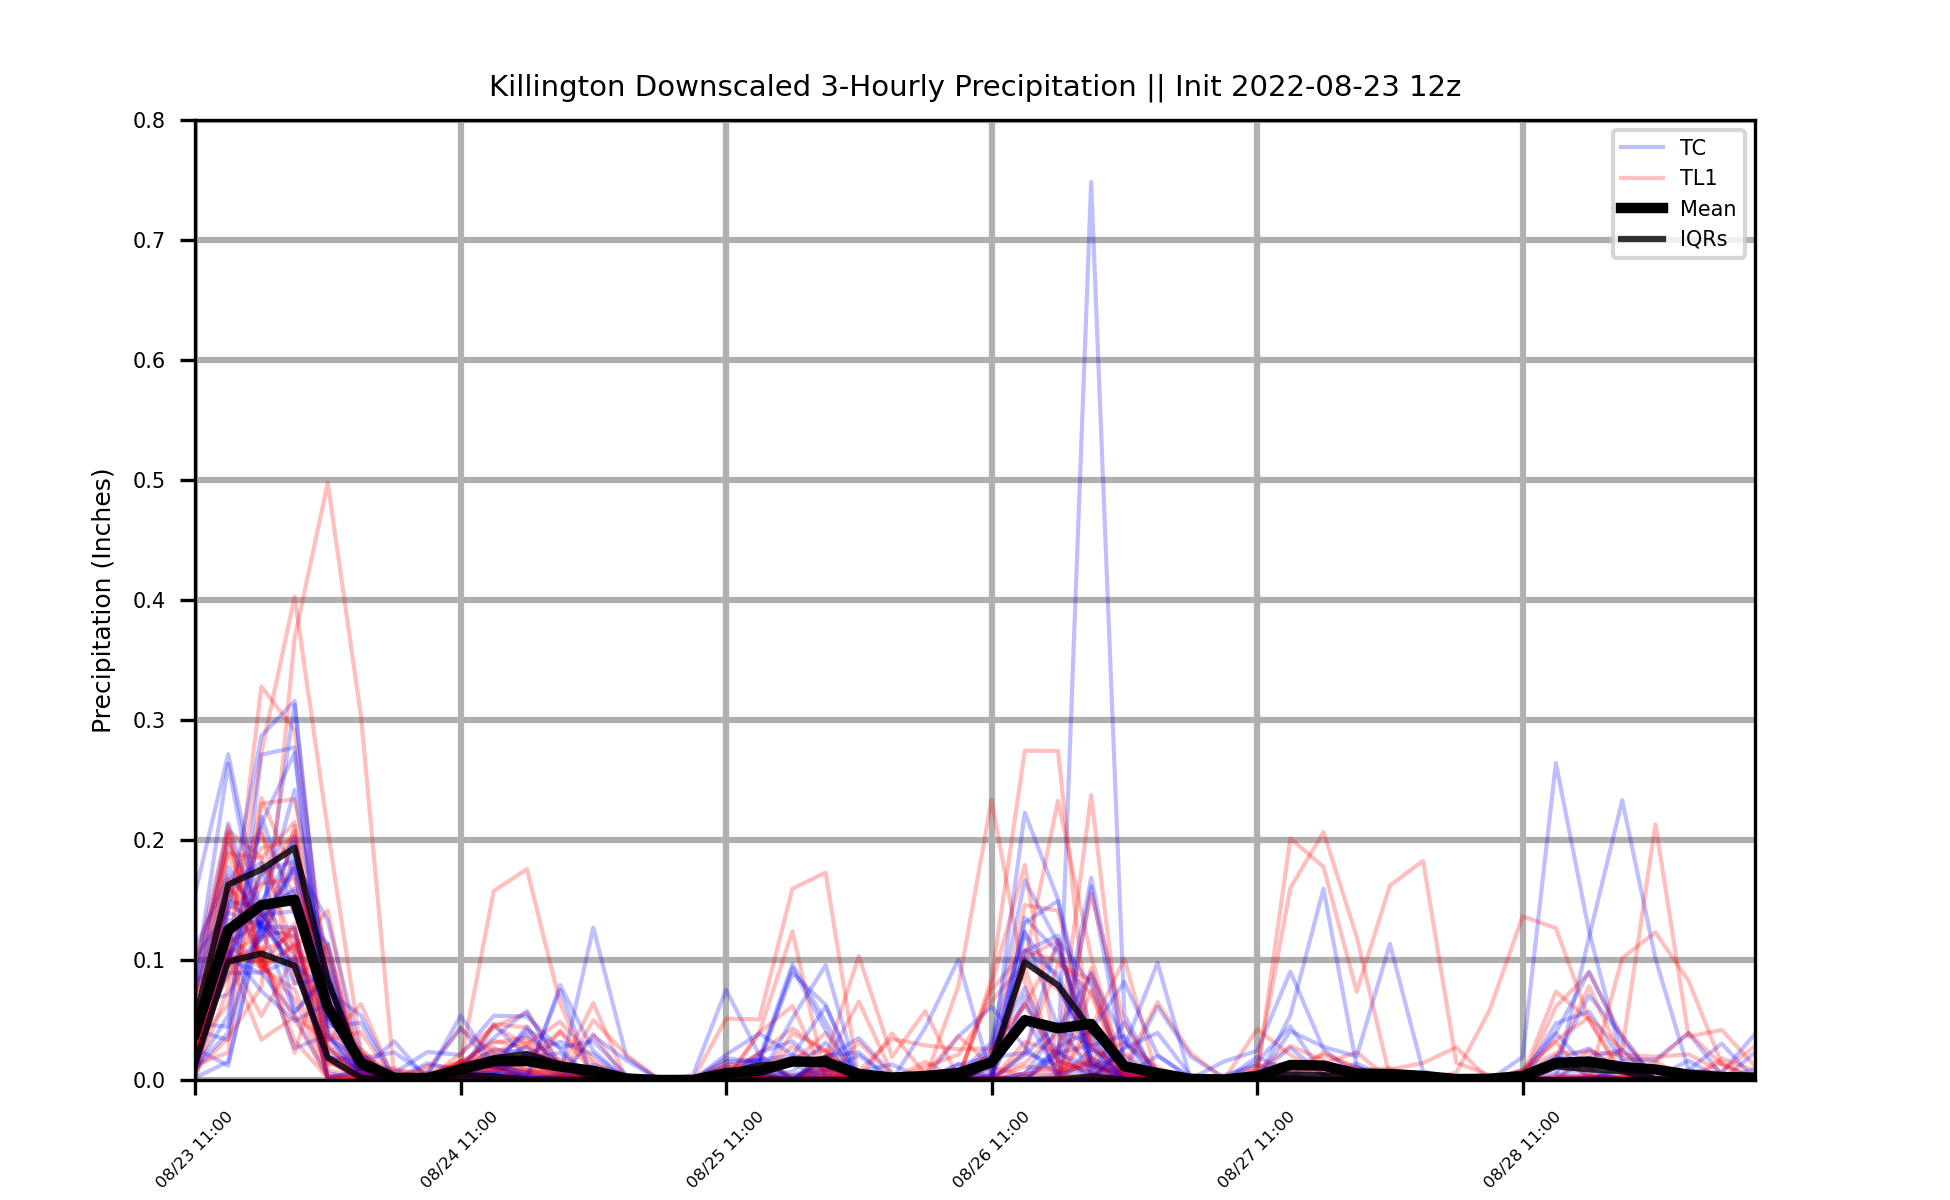 Killington Downscaled 3-Hourly Precipitation || Init 2022-08-23 12z
TC
TL1
Mean
IQRs
Precipitation (Inches)
0.8
0.7
0.6
0.5
0.4
0.3
0.2
0.1
0.0
08/23 11:00
08/24 11:00
08/25 11:00
08/26 11:00
08/27 11:00
08/28 11:00